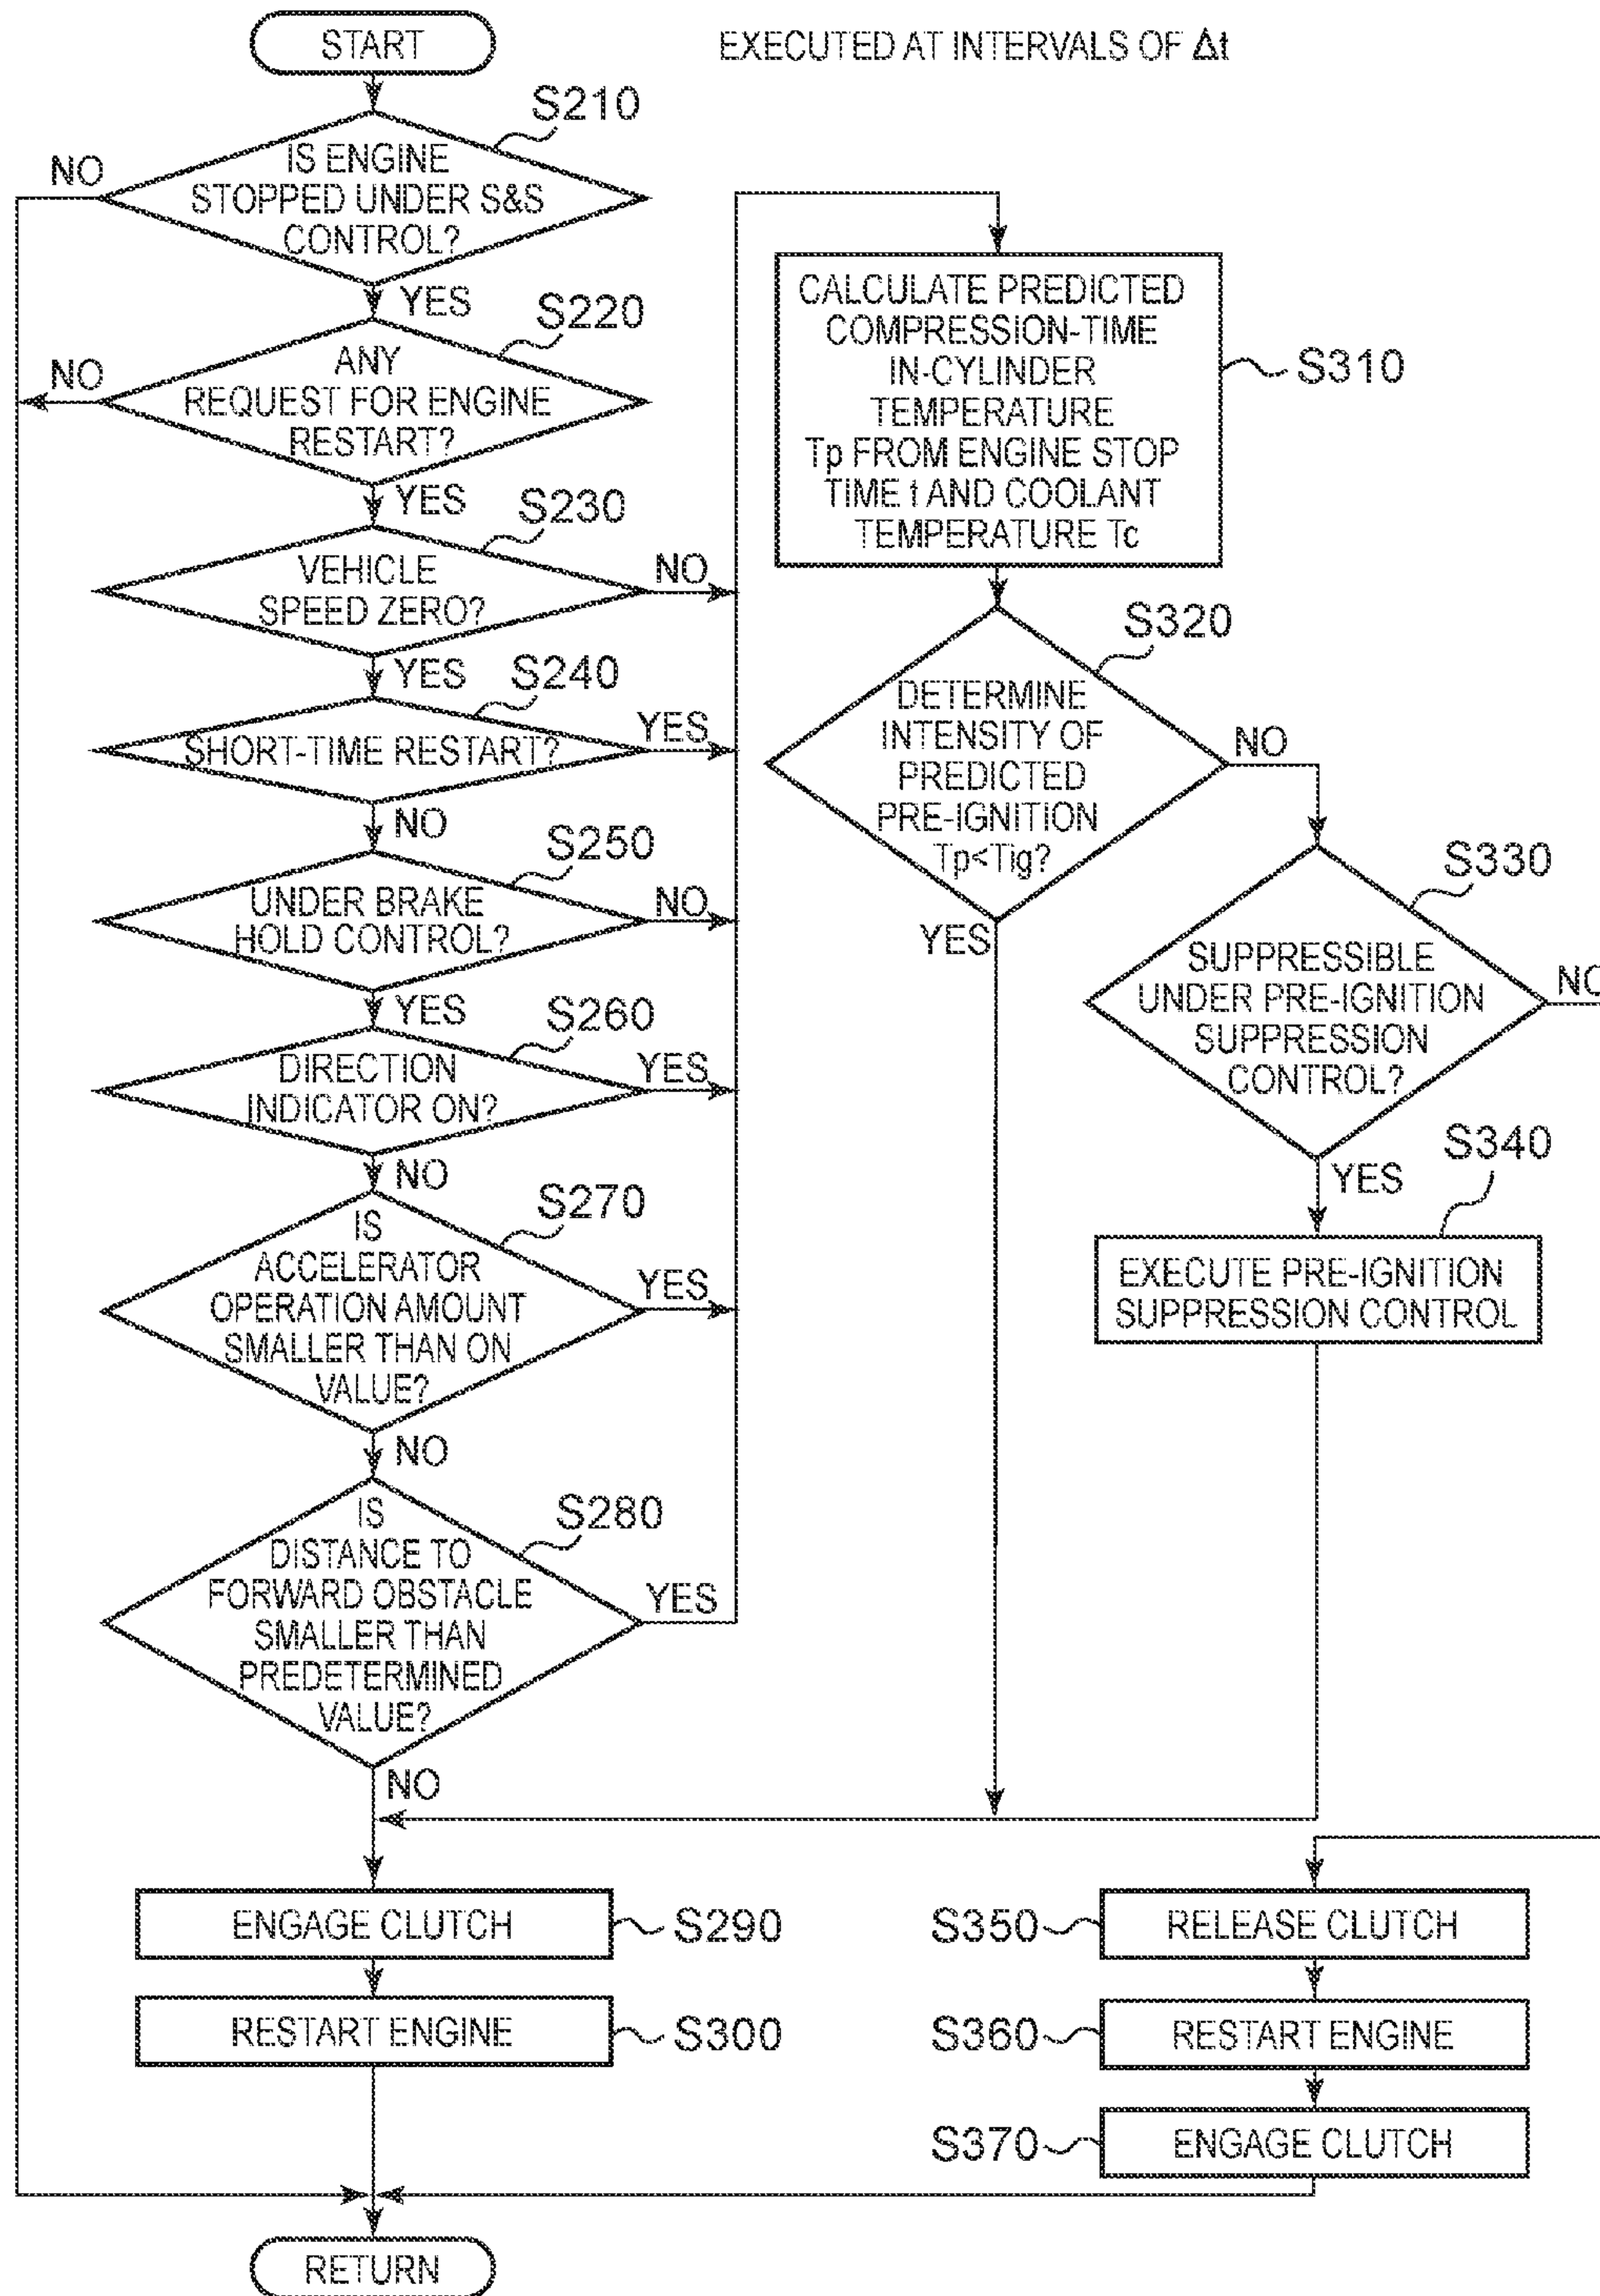 START
EXECUTED AT INTERVALS OF Δt
S210
IS ENGINE
STOPPED UNDER S&S
CONTROL?
NO
YES
S220
ANY
REQUEST FOR ENGINE
RESTART?
NO
YES
S230
VEHICLE
SPEED ZERO?
NO
YES
S240
SHORT-TIME RESTART?
YES
NO
S250
UNDER BRAKE
HOLD CONTROL?
NO
YES
S260
DIRECTION
INDICATOR ON?
YES
NO
S270
IS
ACCELERATOR
OPERATION AMOUNT
SMALLER THAN ON
VALUE?
YES
NO
S280
IS
DISTANCE TO
FORWARD OBSTACLE
SMALLER THAN
PREDETERMINED
VALUE?
YES
NO
ENGAGE CLUTCH
S290
RESTART ENGINE
S300
CALCULATE PREDICTED
COMPRESSION-TIME
IN-CYLINDER
TEMPERATURE
Tp FROM ENGINE STOP
TIME t AND COOLANT
TEMPERATURE Tc
S310
S320
DETERMINE
INTENSITY OF
PREDICTED
PRE-IGNITION
Tp<Tig?
NO
YES
S330
SUPPRESSIBLE
UNDER PRE-IGNITION
SUPPRESSION
CONTROL?
NO
YES
S340
EXECUTE PRE-IGNITION
SUPPRESSION CONTROL
S350
RELEASE CLUTCH
S360
RESTART ENGINE
S370
ENGAGE CLUTCH
RETURN